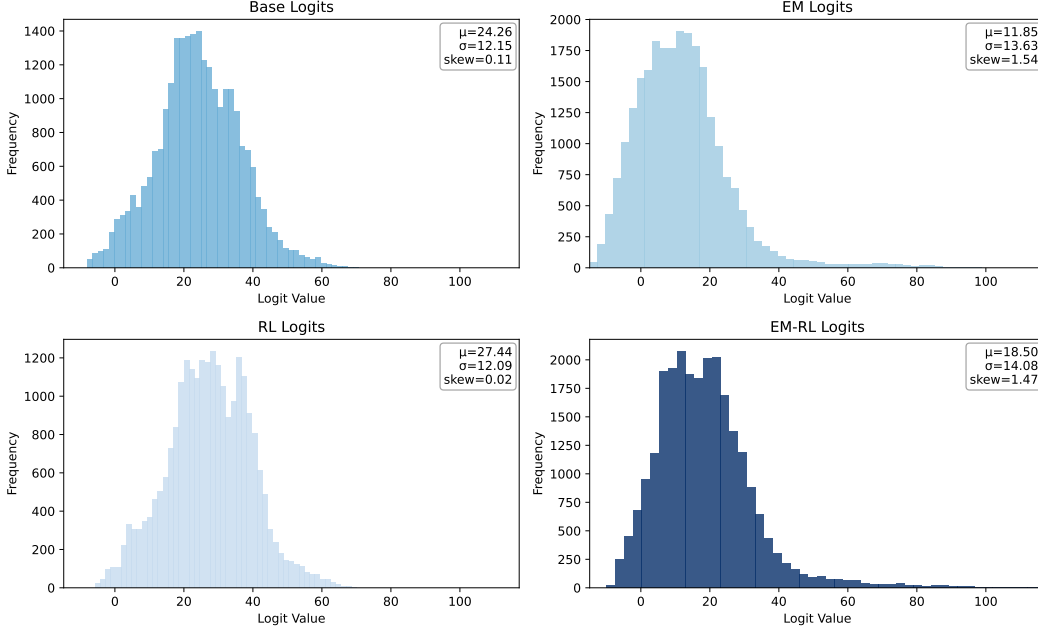 Base Logits
1400
1200
1000
800
600
400
200
0
Frequency
μ=24.26
σ=12.15
skew=0.11
0 20 40 60 80 100
Logit Value
EM Logits
2000
1750
1500
1250
1000
750
500
250
0
Frequency
μ=11.85
σ=13.63
skew=1.54
0 20 40 60 80 100
Logit Value
RL Logits
1200
1000
800
600
400
200
0
Frequency
μ=27.44
σ=12.09
skew=0.02
0 20 40 60 80 100
Logit Value
EM-RL Logits
2000
1750
1500
1250
1000
750
500
250
0
Frequency
μ=18.50
σ=14.08
skew=1.47
0 20 40 60 80 100
Logit Value